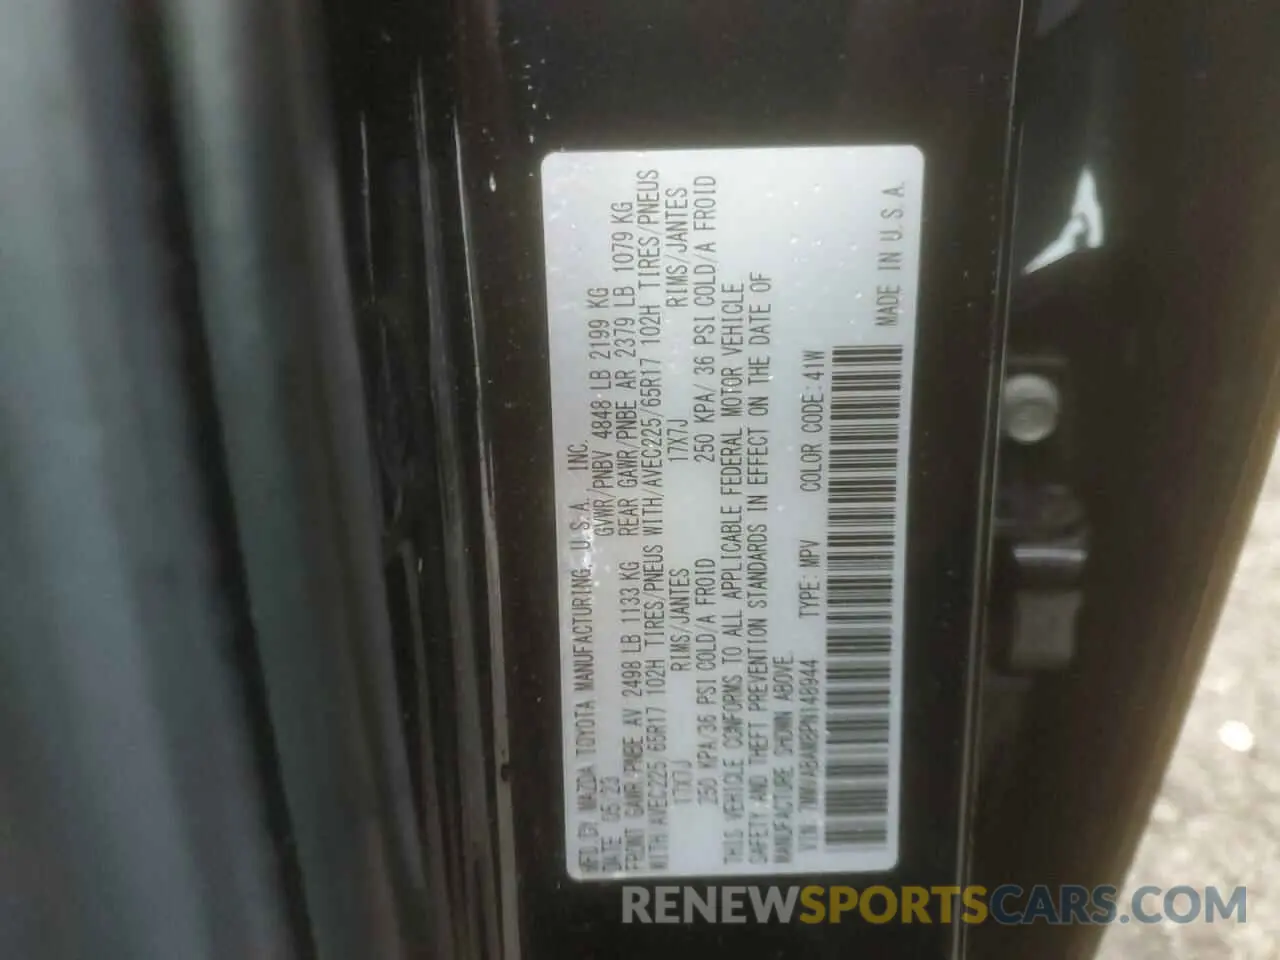 MFD BY MAZDA TOYOTA MANUFACTURING, U.S.A. INC.
DATE 05 23 GVWR/PNBV 4848 LB 2199 KG
FRONT GAWR/PNBE AV 2498 LB 1133 KG REAR GAWR/PNBE AR 2379 LB 1079 KG
WITH AVEC225 65R17 102H TIRES/PNEUS WITH/AVEC225/65R17 102H TIRES/PNEUS
17X7J RIMS/JANTES 17X7J RIMS/JANTES
250 KPA/36 PSI COLD/A FROID 250 KPA/ 36 PSI COLD/A FROID
THIS VEHICLE CONFORMS TO ALL APPLICABLE FEDERAL MOTOR VEHICLE
SAFETY AND THEFT PREVENTION STANDARDS IN EFFECT ON THE DATE OF
MANUFACTURE SHOWN ABOVE.
VIN: TYPE: MPV COLOR CODE: 41W
MADE IN U.S.A.
RENEWSPORTSCARS.COM